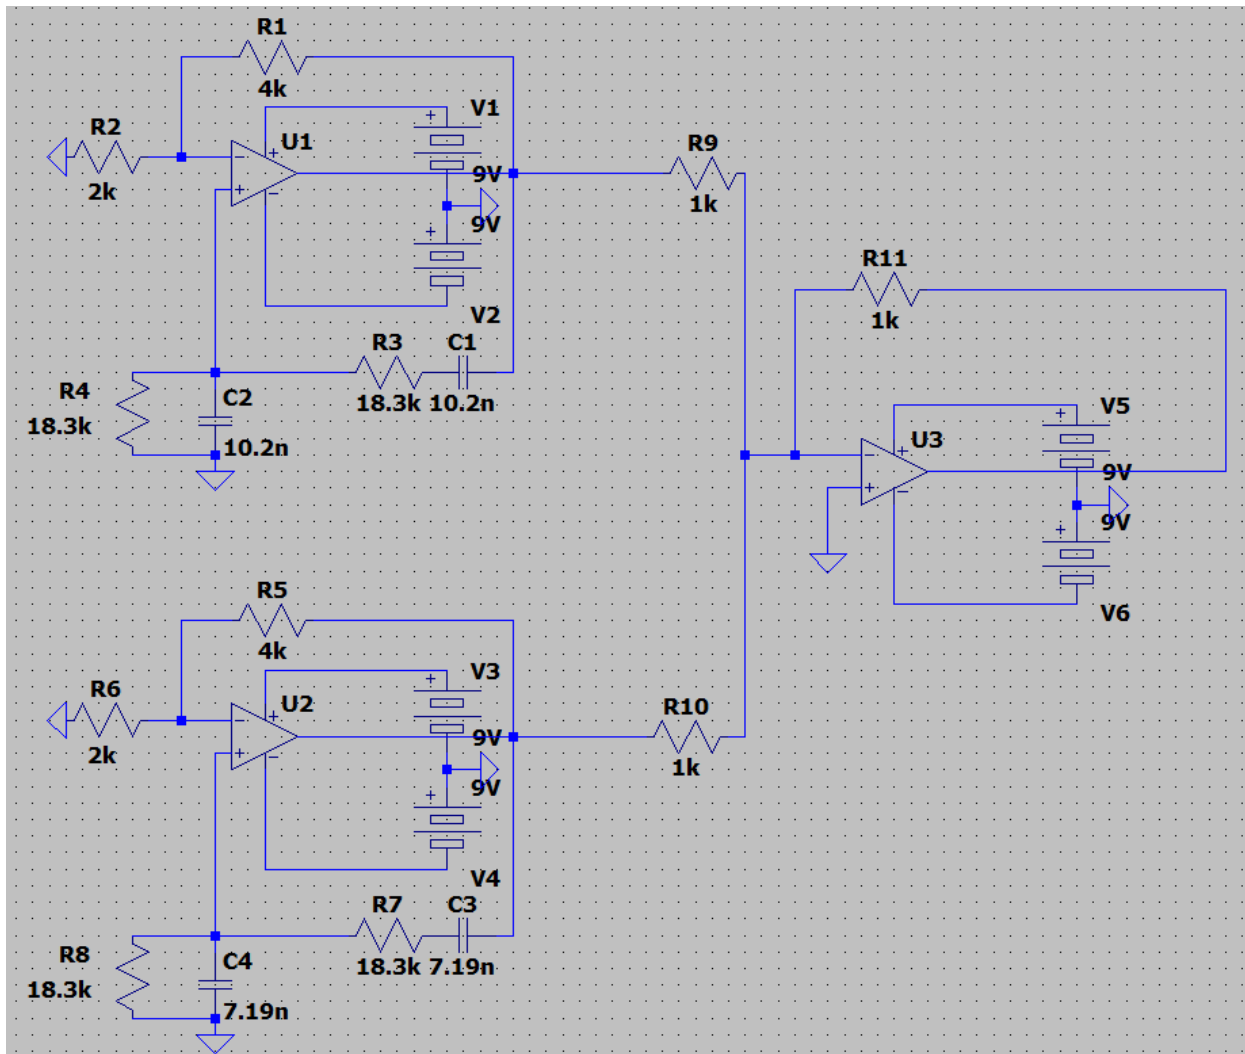 R1
4k
V1
R2
U1
R9
9V
2k
1k
9V
R11
V2
R3 C1
1k
R4
C2
18.3k 10.2n
V5
18.3k
U3
10.2n
9V
9V
R5
V6
4k
V3
R6
U2
R10
9V
2k
1k
9V
V4
R7 C3
R8
C4
18.3k 7.19n
18.3k
7.19n